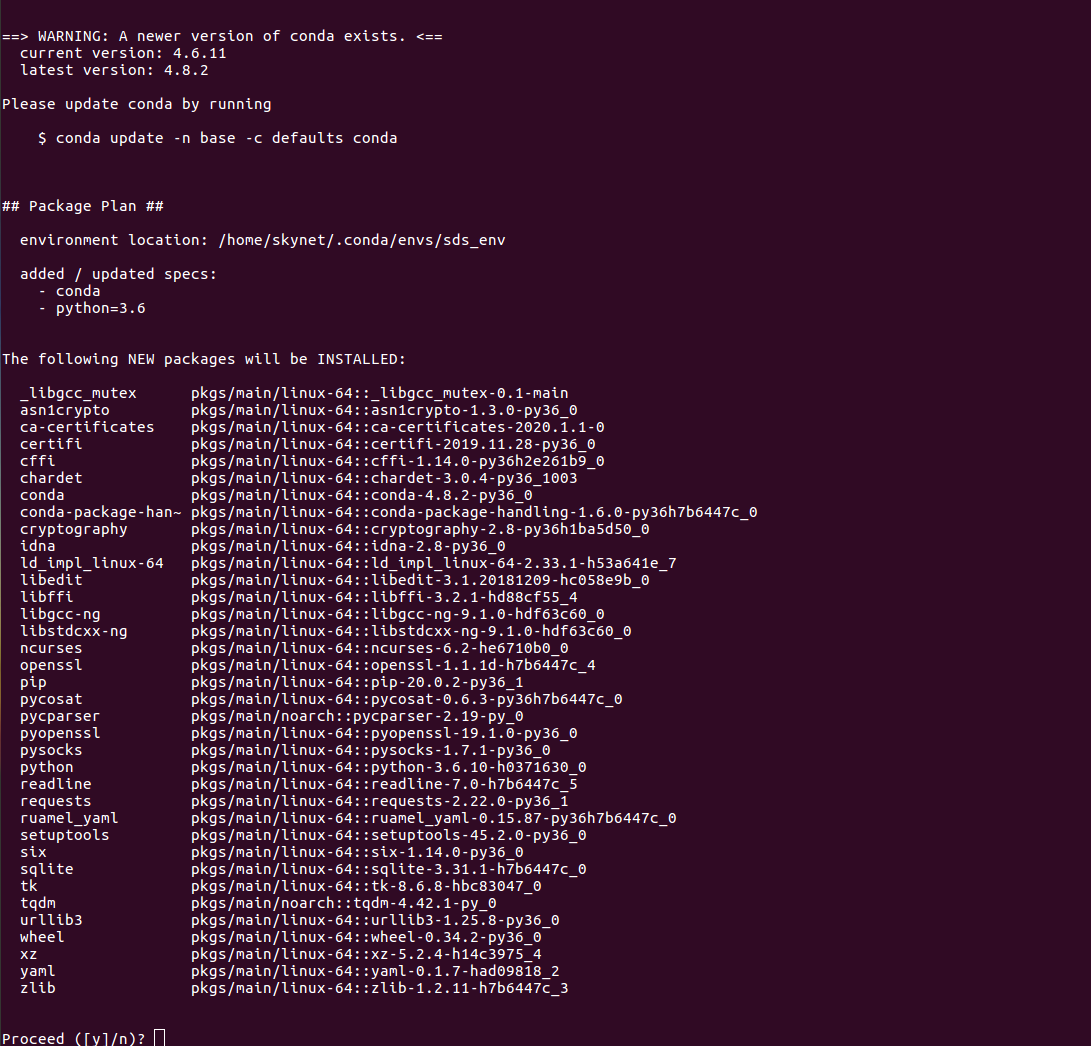 ==> WARNING: A newer version of conda exists. <==
  current version: 4.6.11
  latest version: 4.8.2

Please update conda by running

    $ conda update -n base -c defaults conda

## Package Plan ##

  environment location: /home/skynet/.conda/envs/sds_env

  added / updated specs:
    - conda
    - python=3.6

The following NEW packages will be INSTALLED:

  _libgcc_mutex      pkgs/main/linux-64::_libgcc_mutex-0.1-main
  asn1crypto         pkgs/main/linux-64::asn1crypto-1.3.0-py36_0
  ca-certificates    pkgs/main/linux-64::ca-certificates-2020.1.1-0
  certifi            pkgs/main/linux-64::certifi-2019.11.28-py36_0
  cffi               pkgs/main/linux-64::cffi-1.14.0-py36h2e261b9_0
  chardet            pkgs/main/linux-64::chardet-3.0.4-py36_1003
  conda              pkgs/main/linux-64::conda-4.8.2-py36_0
  conda-package-han~ pkgs/main/linux-64::conda-package-handling-1.6.0-py36h7b6447c_0
  cryptography       pkgs/main/linux-64::cryptography-2.8-py36h1ba5d50_0
  idna               pkgs/main/linux-64::idna-2.8-py36_0
  ld_impl_linux-64   pkgs/main/linux-64::ld_impl_linux-64-2.33.1-h53a641e_7
  libedit            pkgs/main/linux-64::libedit-3.1.20181209-hc058e9b_0
  libffi             pkgs/main/linux-64::libffi-3.2.1-hd88cf55_4
  libgcc-ng          pkgs/main/linux-64::libgcc-ng-9.1.0-hdf63c60_0
  libstdcxx-ng       pkgs/main/linux-64::libstdcxx-ng-9.1.0-hdf63c60_0
  ncurses            pkgs/main/linux-64::ncurses-6.2-he6710b0_0
  openssl            pkgs/main/linux-64::openssl-1.1.1d-h7b6447c_4
  pip                pkgs/main/linux-64::pip-20.0.2-py36_1
  pycosat            pkgs/main/linux-64::pycosat-0.6.3-py36h7b6447c_0
  pycparser          pkgs/main/noarch::pycparser-2.19-py_0
  pyopenssl          pkgs/main/linux-64::pyopenssl-19.1.0-py36_0
  pysocks            pkgs/main/linux-64::pysocks-1.7.1-py36_0
  python             pkgs/main/linux-64::python-3.6.10-h0371630_0
  readline           pkgs/main/linux-64::readline-7.0-h7b6447c_5
  requests           pkgs/main/linux-64::requests-2.22.0-py36_1
  ruamel_yaml        pkgs/main/linux-64::ruamel_yaml-0.15.87-py36h7b6447c_0
  setuptools         pkgs/main/linux-64::setuptools-45.2.0-py36_0
  six                pkgs/main/linux-64::six-1.14.0-py36_0
  sqlite             pkgs/main/linux-64::sqlite-3.31.1-h7b6447c_0
  tk                 pkgs/main/linux-64::tk-8.6.8-hbc83047_0
  tqdm               pkgs/main/noarch::tqdm-4.42.1-py_0
  urllib3            pkgs/main/linux-64::urllib3-1.25.8-py36_0
  wheel              pkgs/main/linux-64::wheel-0.34.2-py36_0
  xz                 pkgs/main/linux-64::xz-5.2.4-h14c3975_4
  yaml               pkgs/main/linux-64::yaml-0.1.7-had09818_2
  zlib               pkgs/main/linux-64::zlib-1.2.11-h7b6447c_3

Proceed ([y]/n)?